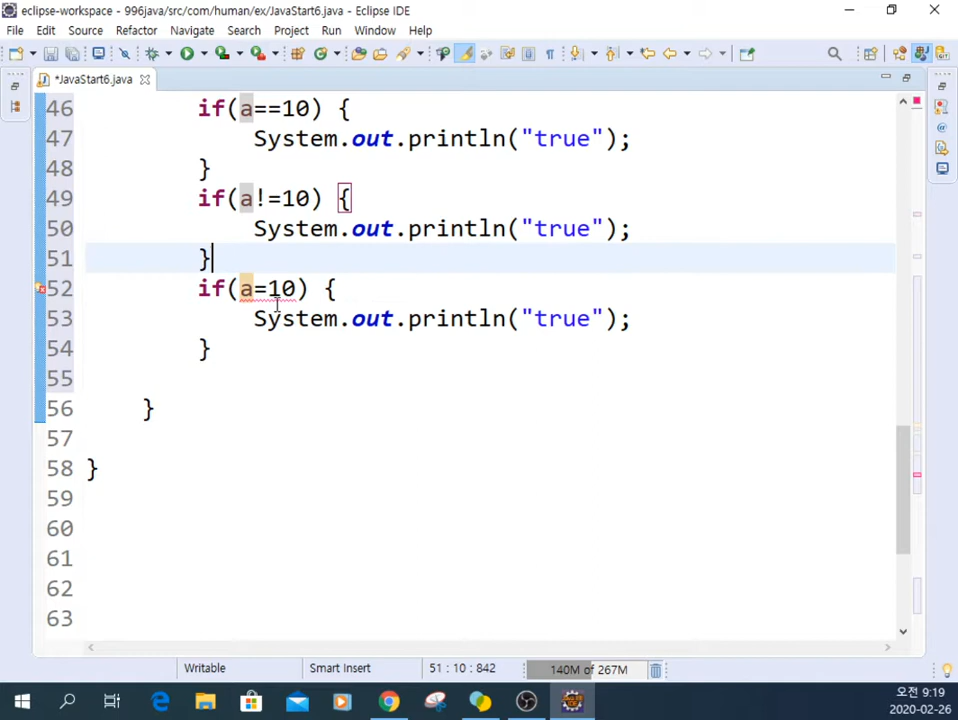 eclipse-workspace - 996java/src/com/human/ex/JavaStart6.java - Eclipse IDE
File Edit Source Refactor Navigate Search Project Run Window Help
*JavaStart6.java
46 if(a==10) {
47 System.out.println("true");
48 }
49 if(a!=10) {
50 System.out.println("true");
51 }
52 if(a=10) {
53 System.out.println("true");
54 }
55
56 }
57
58 }
59
60
61
62
63
Writable Smart Insert 51 : 10 : 842 140M of 267M
오전 9:19
2020-02-26